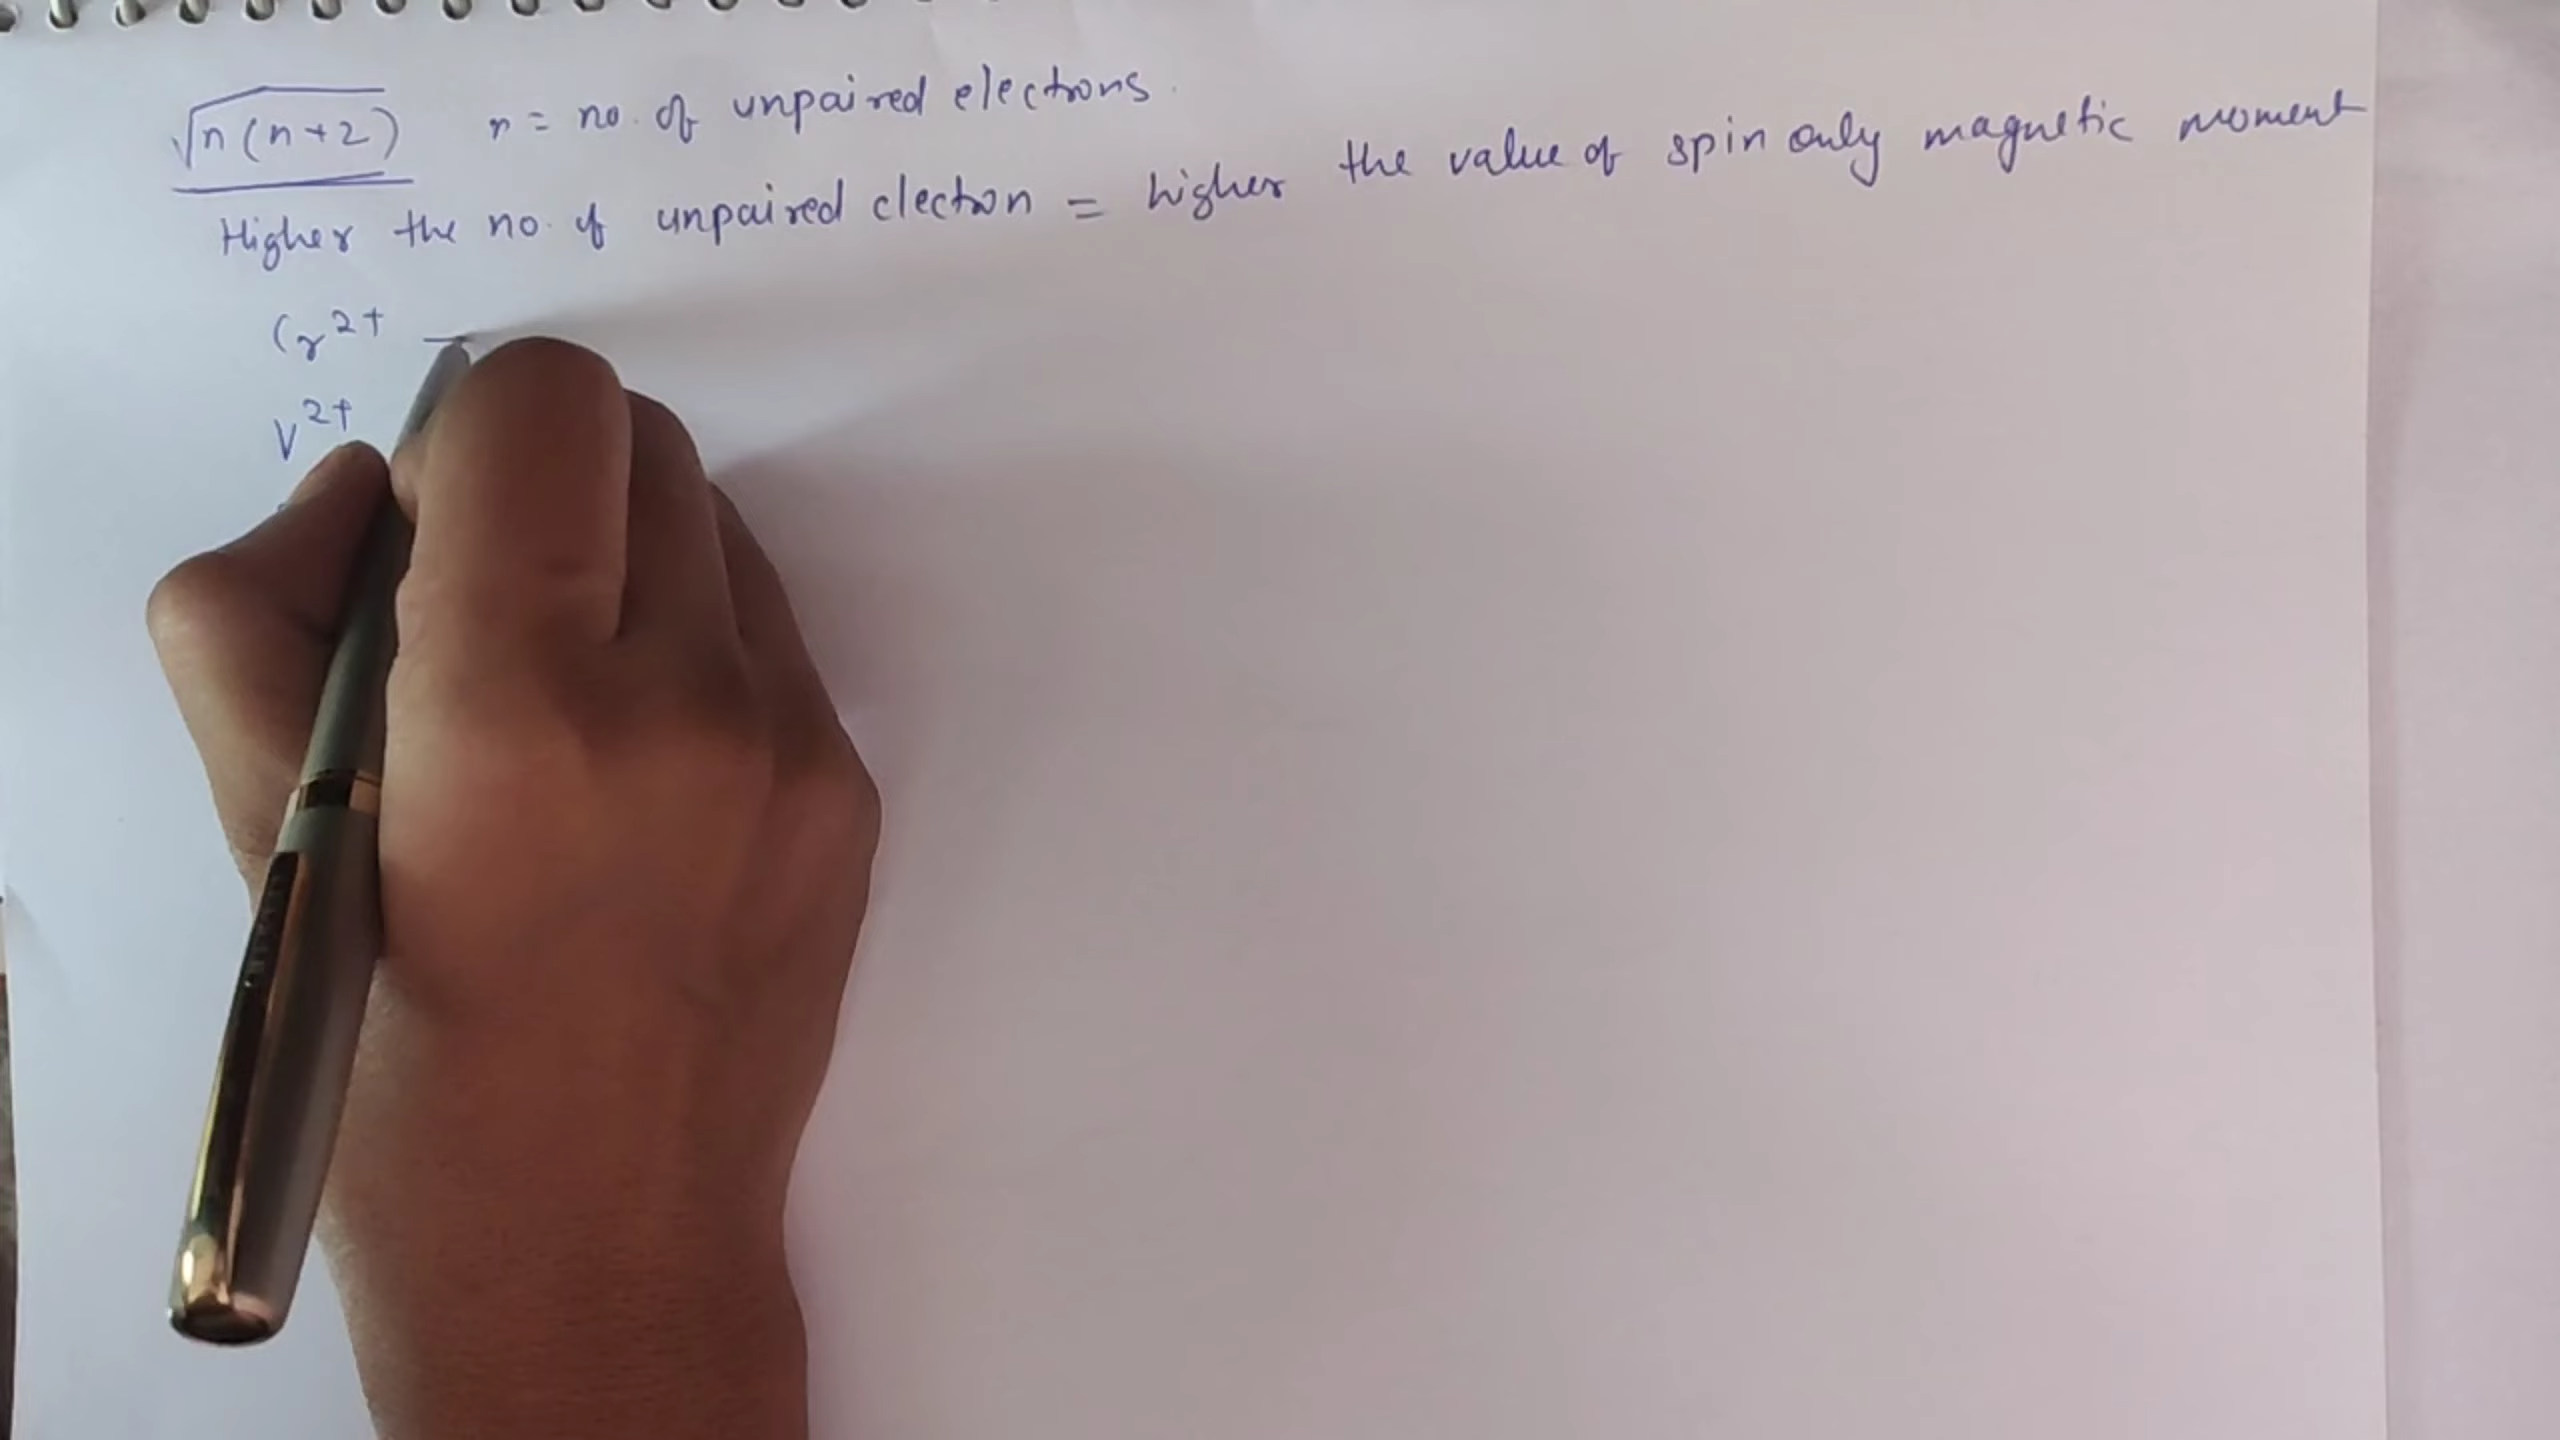 √n(n+2) n = no. of unpaired electrons.
Higher the no. of unpaired electron = higher the value of spin only magnetic moment
Cr²⁺ —
V²⁺